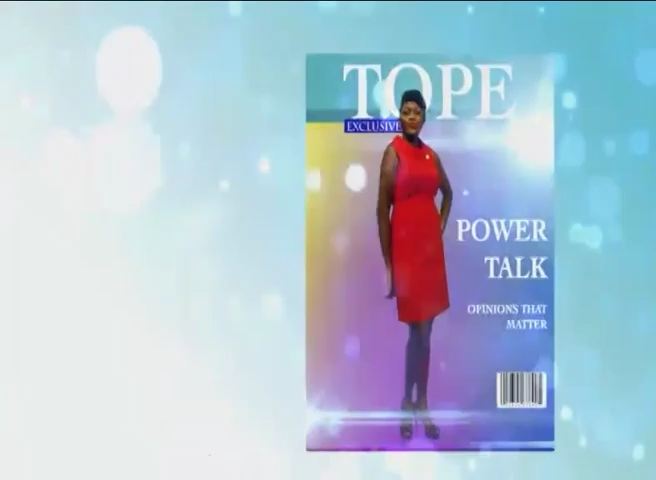 TOPE
EXCLUSIVE
POWER
TALK
OPINIONS THAT
MATTER